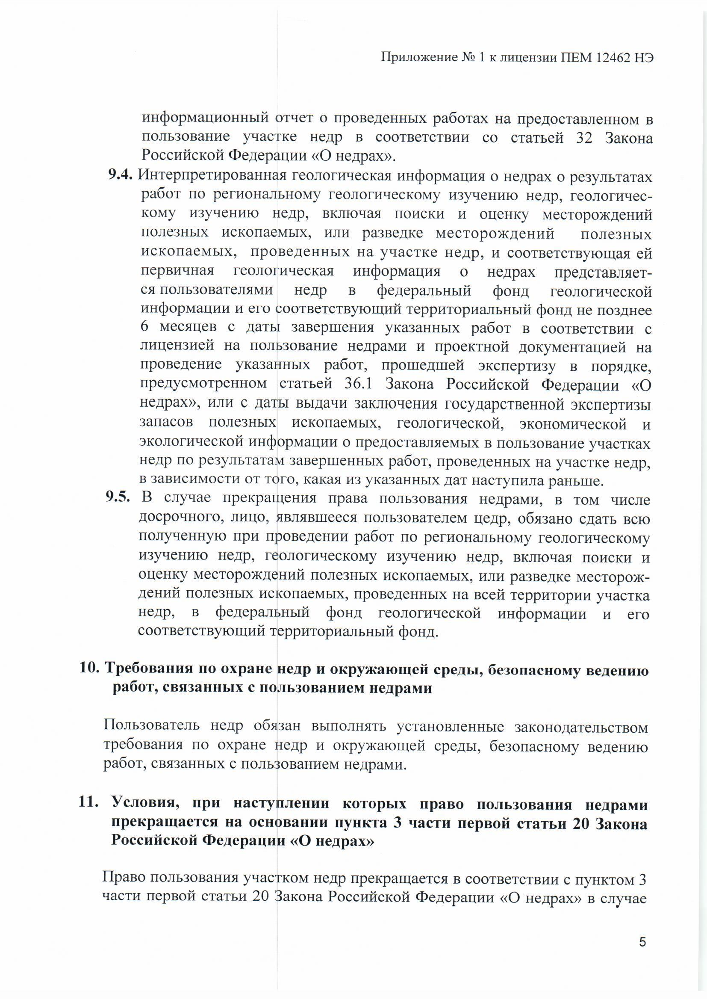 Приложение № 1 к лицензии ПЕМ 12462 НЭ
информационный отчет о проведенных работах на предоставленном в
пользование участке недр в соответствии со статьей 32 Закона
Российской Федерации «О недрах».
9.4. Интерпретированная геологическая информация о недрах о результатах
работ по региональному геологическому изучению недр, геологичес-
кому изучению недр, включая поиски и оценку месторождений
полезных ископаемых, или разведке месторождений полезных
ископаемых, проведенных на участке недр, и соответствующая ей
первичная геологическая информация о недрах представляет-
ся пользователями недр в федеральный фонд геологической
информации и его соответствующий территориальный фонд не позднее
6 месяцев с даты завершения указанных работ в соответствии с
лицензией на пользование недрами и проектной документацией на
проведение указанных работ, прошедшей экспертизу в порядке,
предусмотренном статьей 36.1 Закона Российской Федерации «О
недрах», или с даты выдачи заключения государственной экспертизы
запасов полезных ископаемых, геологической, экономической и
экологической информации о предоставляемых в пользование участках
недр по результатам завершенных работ, проведенных на участке недр,
в зависимости от того, какая из указанных дат наступила раньше.
9.5. В случае прекращения права пользования недрами, в том числе
досрочного, лицо, являвшееся пользователем цедр, обязано сдать всю
полученную при проведении работ по региональному геологическому
изучению недр, геологическому изучению недр, включая поиски и
оценку месторождений полезных ископаемых, или разведке месторож-
дений полезных ископаемых, проведенных на всей территории участка
недр, в федеральный фонд геологической информации и его
соответствующий территориальный фонд.
10. Требования по охране недр и окружающей среды, безопасному ведению
работ, связанных с пользованием недрами
Пользователь недр обязан выполнять установленные законодательством
требования по охране недр и окружающей среды, безопасному ведению
работ, связанных с пользованием недрами.
11. Условия, при наступлении которых право пользования недрами
прекращается на основании пункта 3 части первой статьи 20 Закона
Российской Федерации «О недрах»
Право пользования участком недр прекращается в соответствии с пунктом 3
части первой статьи 20 Закона Российской Федерации «О недрах» в случае
5